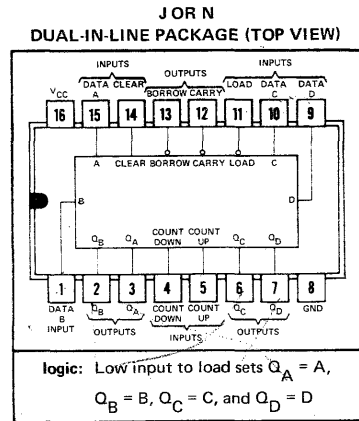 J OR N
DUAL-IN-LINE PACKAGE (TOP VIEW)
INPUTS OUTPUTS INPUTS
VCC DATA A CLEAR BORROW CARRY LOAD DATA C DATA D
16 15 14 13 12 11 10 9
A CLEAR BORROW CARRY LOAD C
B D
QB QA COUNT DOWN COUNT UP QC QD
1 2 3 4 5 6 7 8
DATA B INPUT QB QA COUNT DOWN COUNT UP QC QD GND
OUTPUTS INPUTS OUTPUTS
logic: Low input to load sets QA = A,
QB = B, QC = C, and QD = D